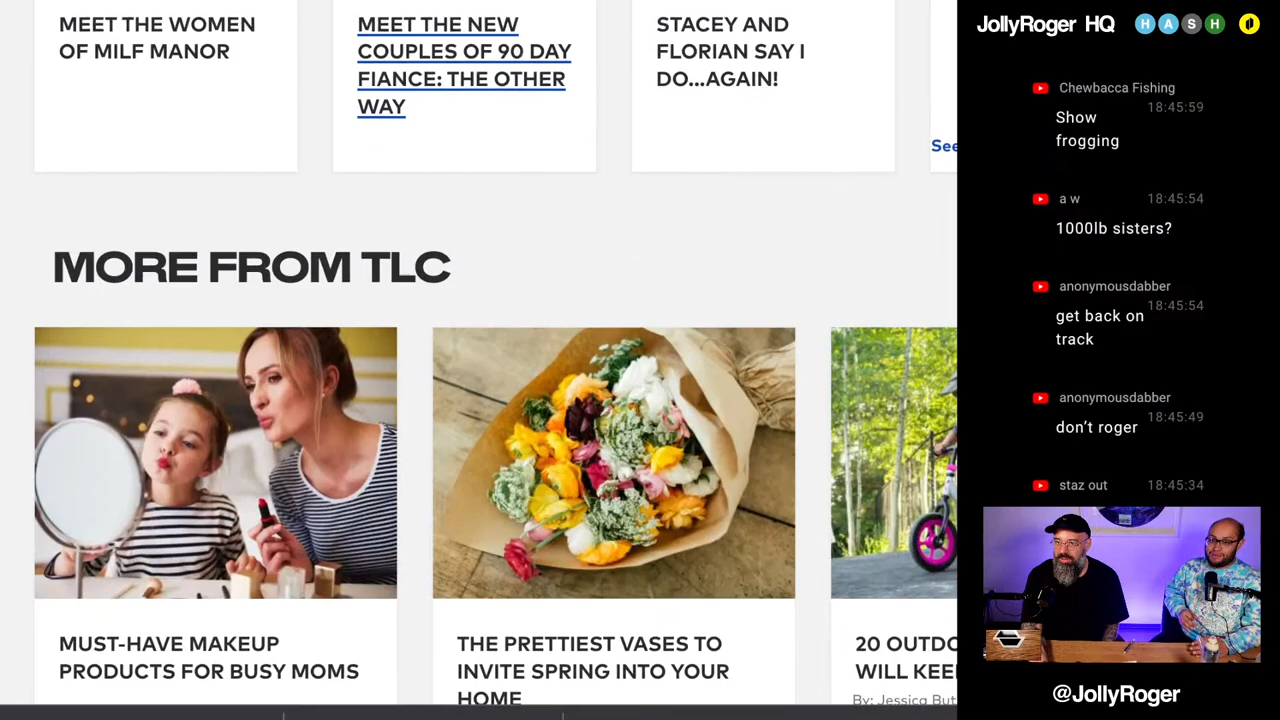 MEET THE WOMEN
OF MILF MANOR
MEET THE NEW
COUPLES OF 90 DAY
FIANCE: THE OTHER
WAY
STACEY AND
FLORIAN SAY I
DO...AGAIN!
See
MORE FROM TLC
MUST-HAVE MAKEUP
PRODUCTS FOR BUSY MOMS
THE PRETTIEST VASES TO
INVITE SPRING INTO YOUR
HOME
20 OUTDO
WILL KEE
By: Jessica But
JollyRoger HQ
H A S H
Chewbacca Fishing
18:45:59
Show
frogging
a w 18:45:54
1000lb sisters?
anonymousdabber
18:45:54
get back on
track
anonymousdabber
18:45:49
don't roger
staz out 18:45:34
@JollyRoger